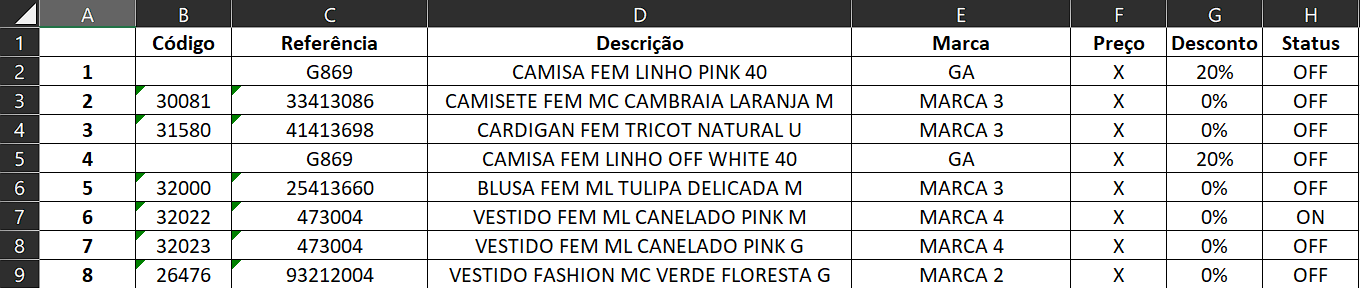 A B C D E F G H
1 Código Referência Descrição Marca Preço Desconto Status
2 1 G869 CAMISA FEM LINHO PINK 40 GA X 20% OFF
3 2 30081 33413086 CAMISETE FEM MC CAMBRAIA LARANJA M MARCA 3 X 0% OFF
4 3 31580 41413698 CARDIGAN FEM TRICOT NATURAL U MARCA 3 X 0% OFF
5 4 G869 CAMISA FEM LINHO OFF WHITE 40 GA X 20% OFF
6 5 32000 25413660 BLUSA FEM ML TULIPA DELICADA M MARCA 3 X 0% OFF
7 6 32022 473004 VESTIDO FEM ML CANELADO PINK M MARCA 4 X 0% ON
8 7 32023 473004 VESTIDO FEM ML CANELADO PINK G MARCA 4 X 0% OFF
9 8 26476 93212004 VESTIDO FASHION MC VERDE FLORESTA G MARCA 2 X 0% OFF